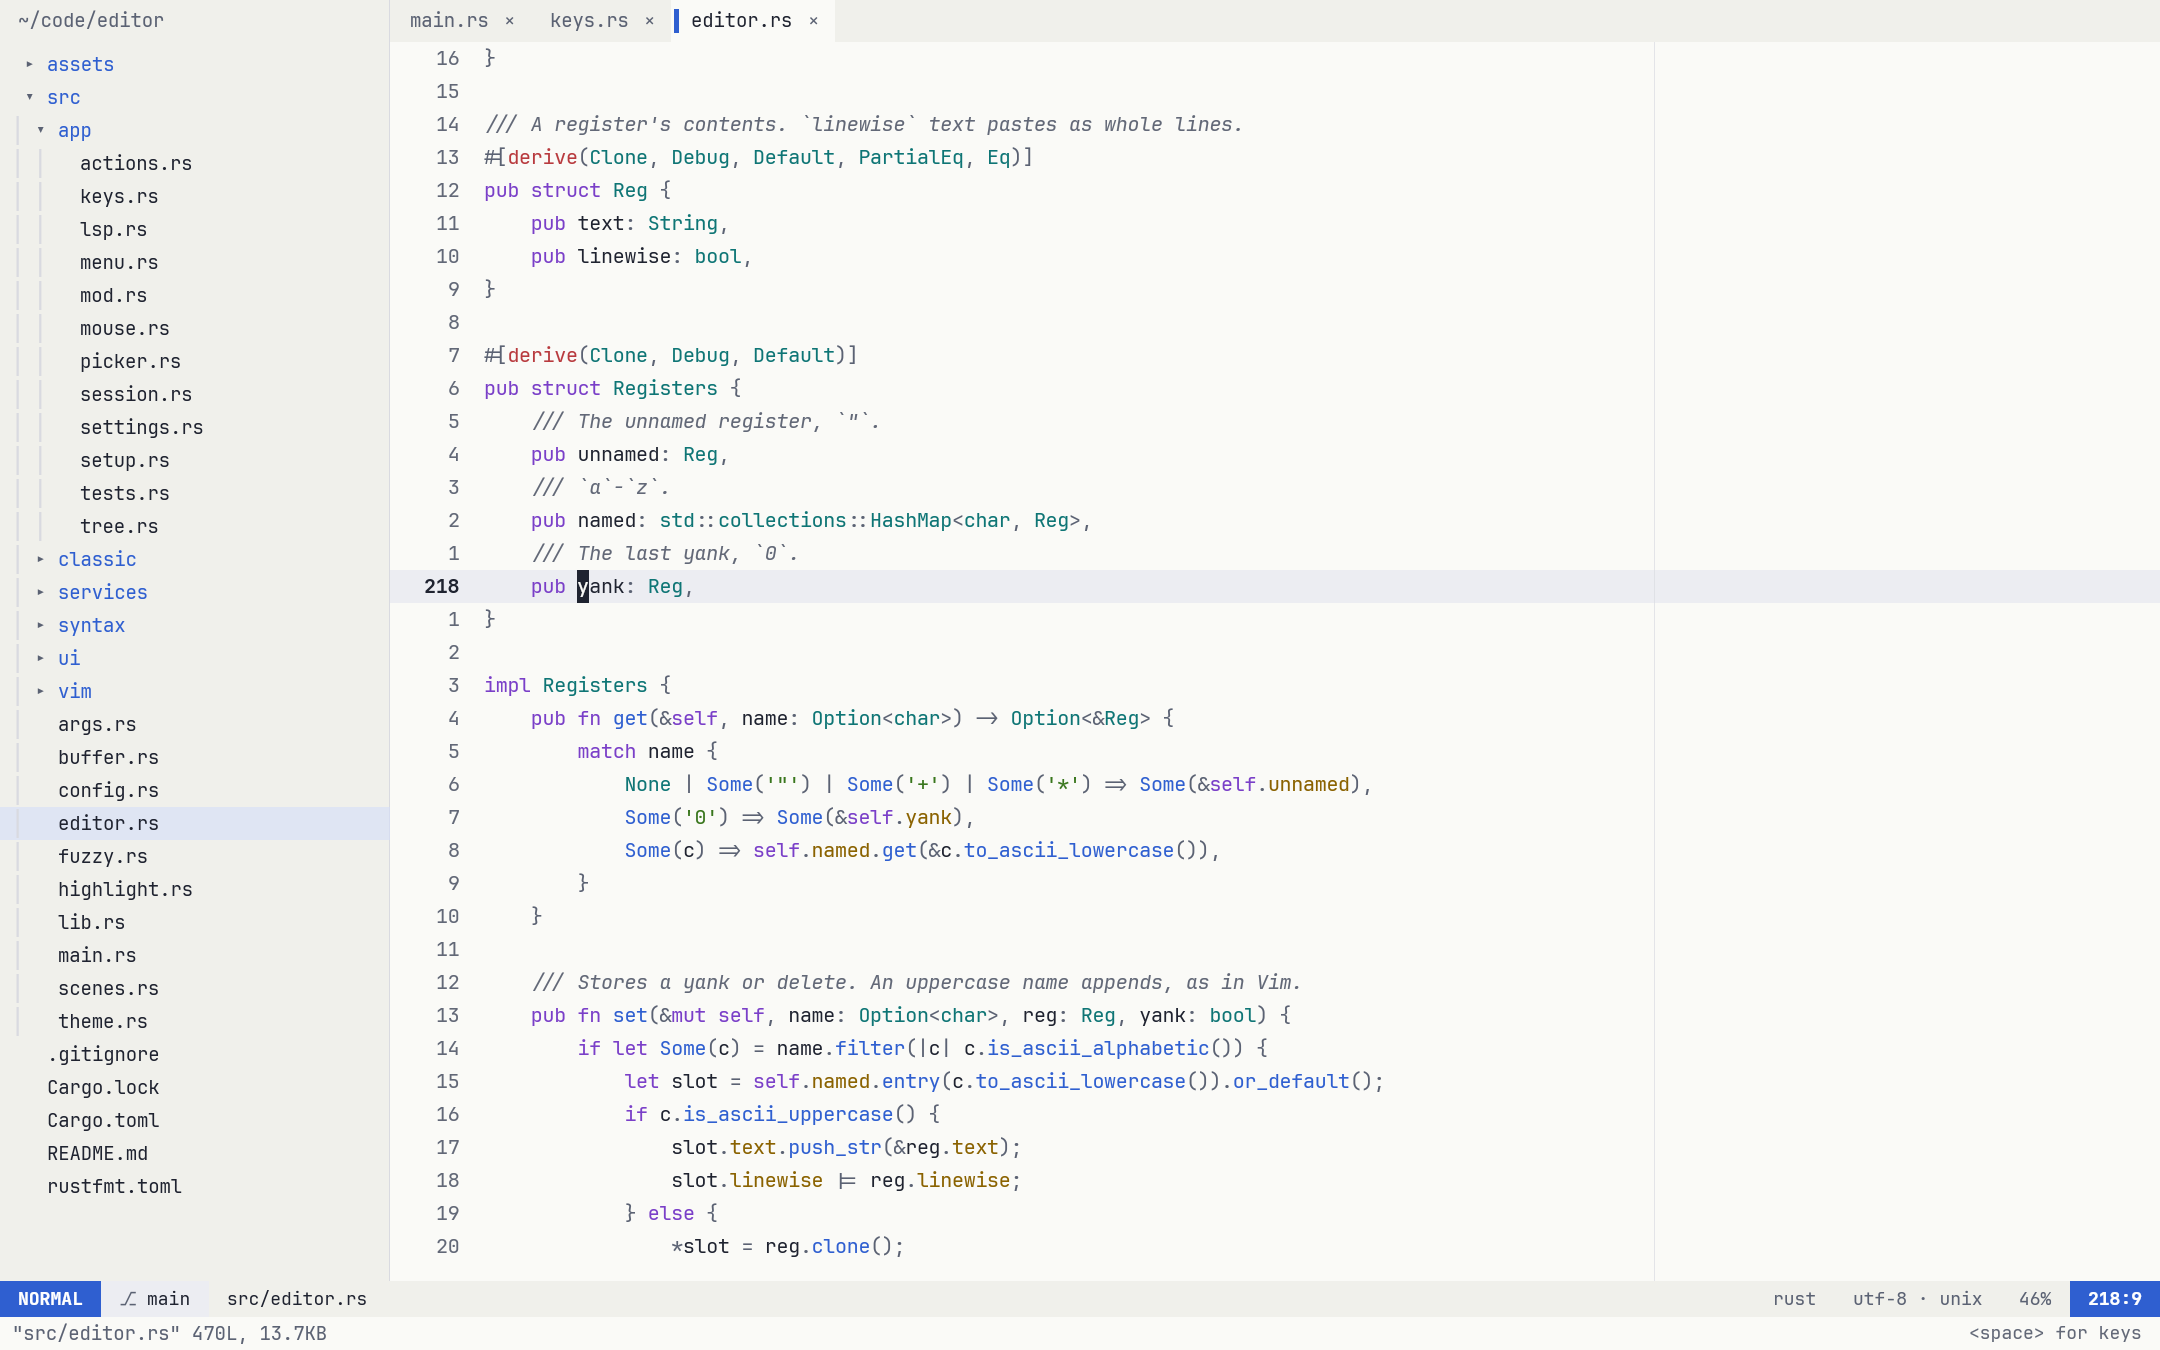 ~/code/editor
▸ assets
▾ src
▾ app
actions.rs
keys.rs
lsp.rs
menu.rs
mod.rs
mouse.rs
picker.rs
session.rs
settings.rs
setup.rs
tests.rs
tree.rs
▸ classic
▸ services
▸ syntax
▸ ui
▸ vim
args.rs
buffer.rs
config.rs
editor.rs
fuzzy.rs
highlight.rs
lib.rs
main.rs
scenes.rs
theme.rs
.gitignore
Cargo.lock
Cargo.toml
README.md
rustfmt.toml
main.rs × keys.rs × editor.rs ×
16 }
15
14 /// A register's contents. `linewise` text pastes as whole lines.
13 #[derive(Clone, Debug, Default, PartialEq, Eq)]
12 pub struct Reg {
11     pub text: String,
10     pub linewise: bool,
9 }
8
7 #[derive(Clone, Debug, Default)]
6 pub struct Registers {
5     /// The unnamed register, `"`.
4     pub unnamed: Reg,
3     /// `a`-`z`.
2     pub named: std::collections::HashMap<char, Reg>,
1     /// The last yank, `0`.
218     pub yank: Reg,
1 }
2
3 impl Registers {
4     pub fn get(&self, name: Option<char>) -> Option<&Reg> {
5         match name {
6             None | Some('"') | Some('+') | Some('*') => Some(&self.unnamed),
7             Some('0') => Some(&self.yank),
8             Some(c) => self.named.get(&c.to_ascii_lowercase()),
9         }
10     }
11
12     /// Stores a yank or delete. An uppercase name appends, as in Vim.
13     pub fn set(&mut self, name: Option<char>, reg: Reg, yank: bool) {
14         if let Some(c) = name.filter(|c| c.is_ascii_alphabetic()) {
15             let slot = self.named.entry(c.to_ascii_lowercase()).or_default();
16             if c.is_ascii_uppercase() {
17                 slot.text.push_str(&reg.text);
18                 slot.linewise |= reg.linewise;
19             } else {
20                 *slot = reg.clone();
NORMAL ⎇ main src/editor.rs rust utf-8 · unix 46% 218:9
"src/editor.rs" 470L, 13.7KB <space> for keys